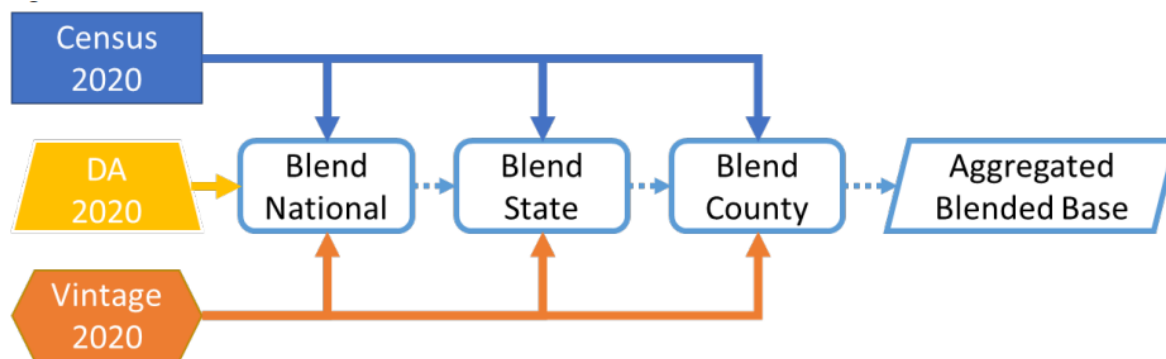 Census
2020
DA
2020
Blend
National
Blend
State
Blend
County
Aggregated
Blended Base
Vintage
2020